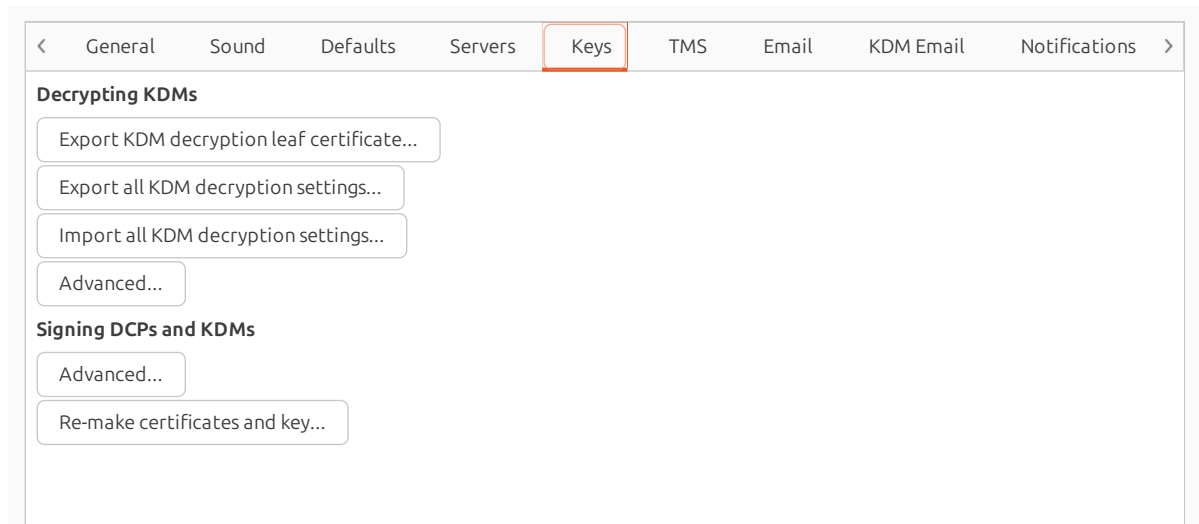 General Sound Defaults Servers Keys TMS Email KDM Email Notifications
Decrypting KDMs
Export KDM decryption leaf certificate...
Export all KDM decryption settings...
Import all KDM decryption settings...
Advanced...
Signing DCPs and KDMs
Advanced...
Re-make certificates and key...